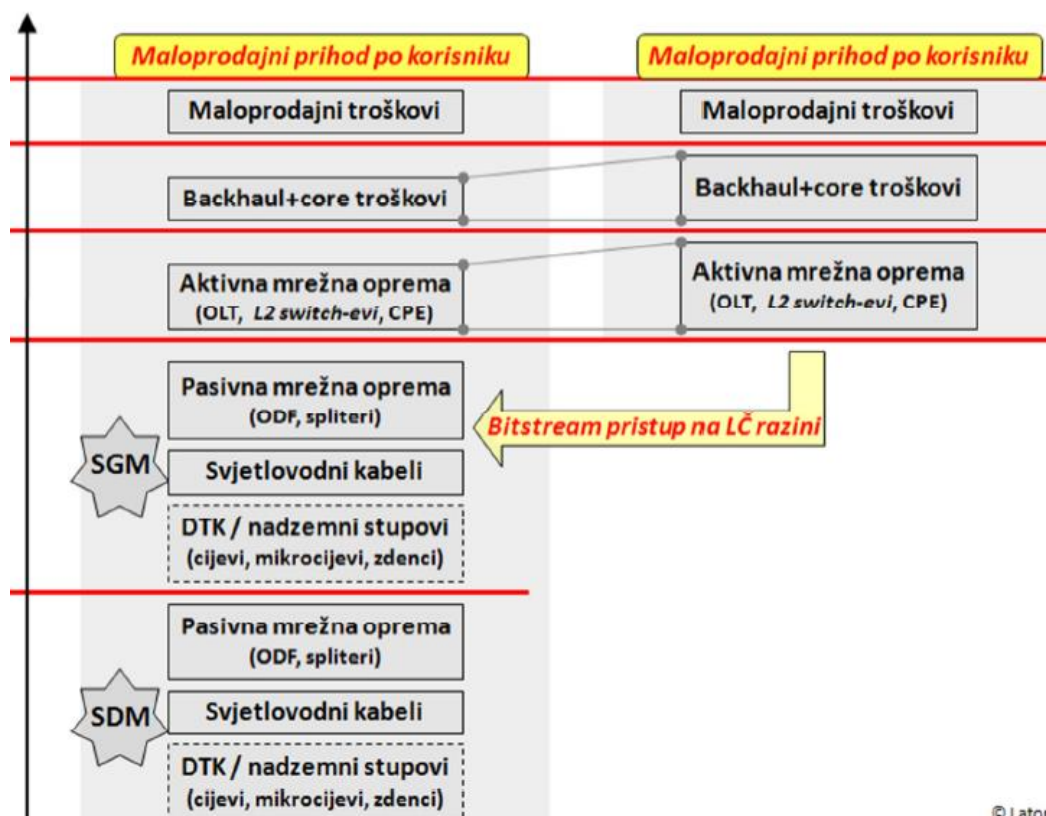 Maloprodajni prihod po korisniku
Maloprodajni prihod po korisniku
Maloprodajni troškovi
Maloprodajni troškovi
Backhaul+core troškovi
Backhaul+core troškovi
Aktivna mrežna oprema
(OLT, L2 switch-evi, CPE)
Aktivna mrežna oprema
(OLT, L2 switch-evi, CPE)
Pasivna mrežna oprema
(ODF, spliteri)
Bitstream pristup na LČ razini
SGM
Svjetlovodni kabeli
DTK / nadzemni stupovi
(cijevi, mikrocijevi, zdenci)
Pasivna mrežna oprema
(ODF, spliteri)
SDM
Svjetlovodni kabeli
DTK / nadzemni stupovi
(cijevi, mikrocijevi, zdenci)
©